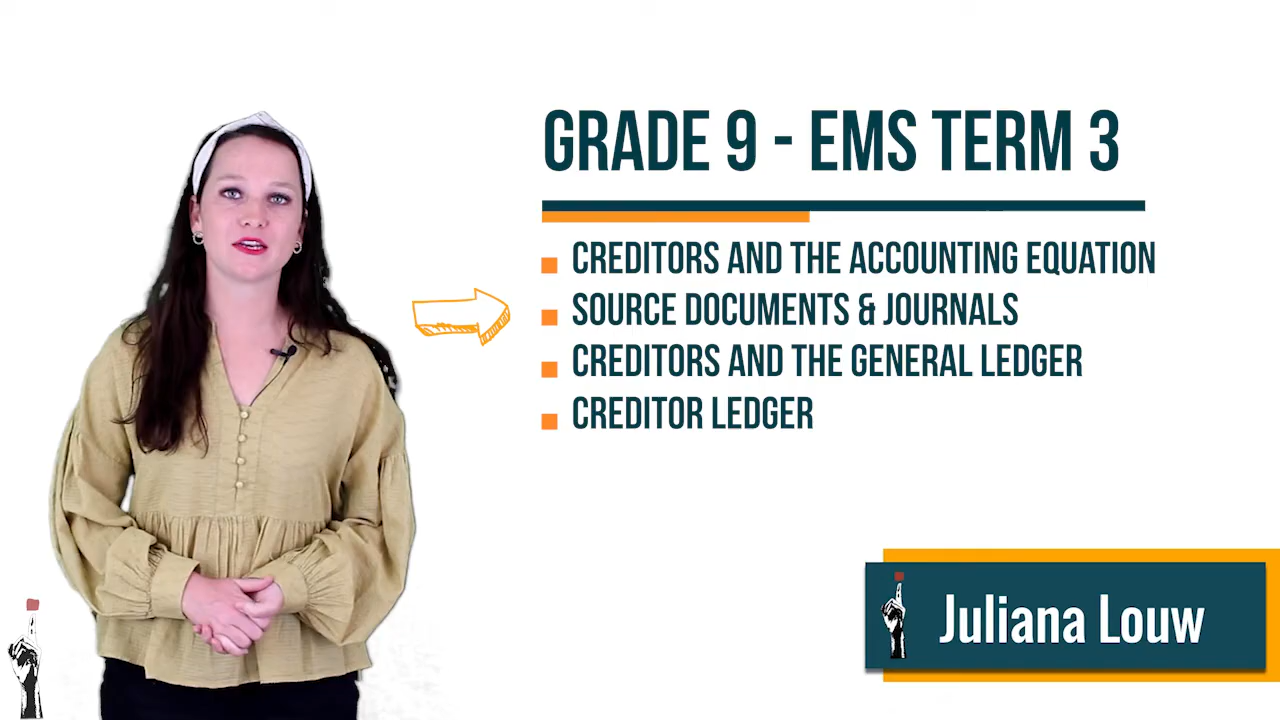 GRADE 9 - EMS TERM 3
CREDITORS AND THE ACCOUNTING EQUATION
SOURCE DOCUMENTS & JOURNALS
CREDITORS AND THE GENERAL LEDGER
CREDITOR LEDGER
Juliana Louw